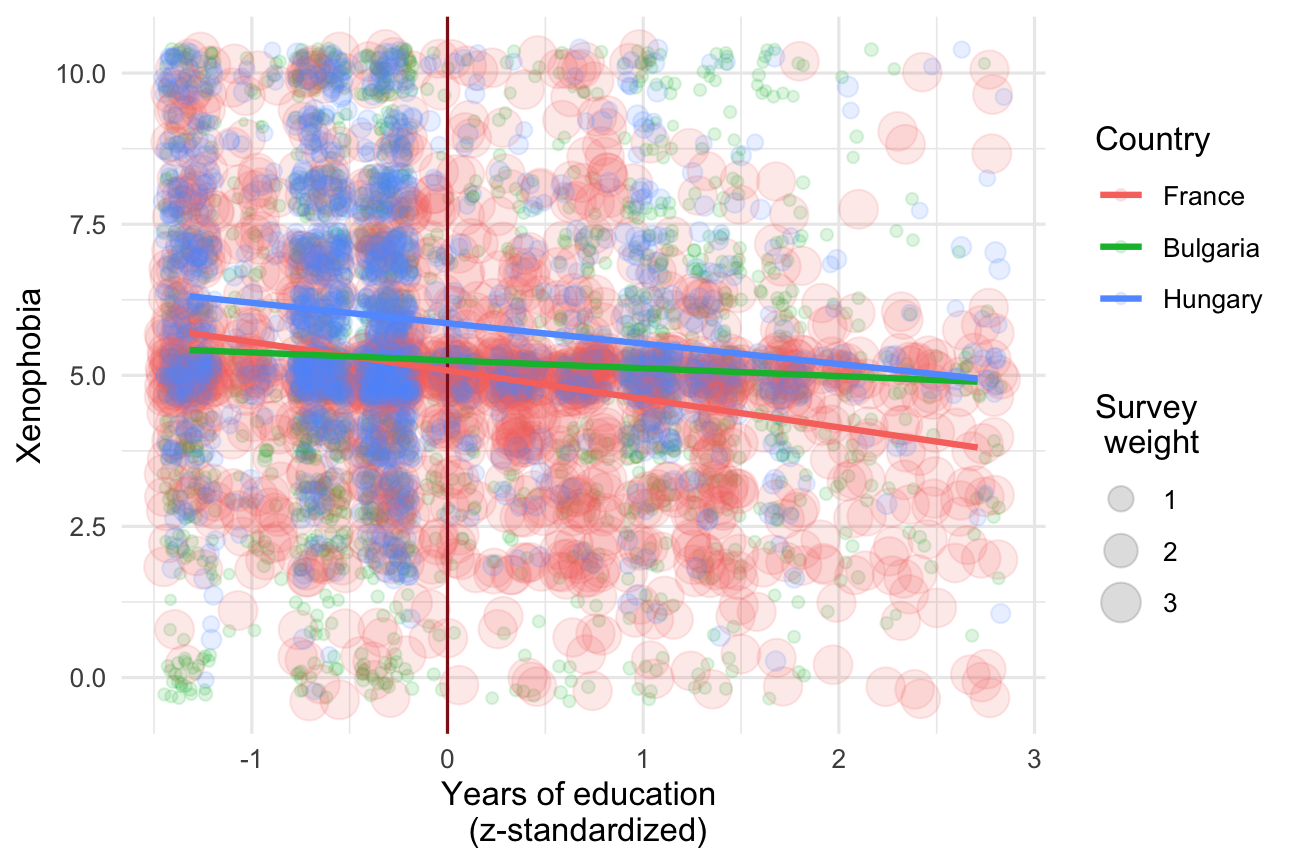 10.0
7.5
5.0
2.5
0.0
Xenophobia
-1 0 1 2 3
Years of education
(z-standardized)
Country
France
Bulgaria
Hungary
Survey
weight
1
2
3